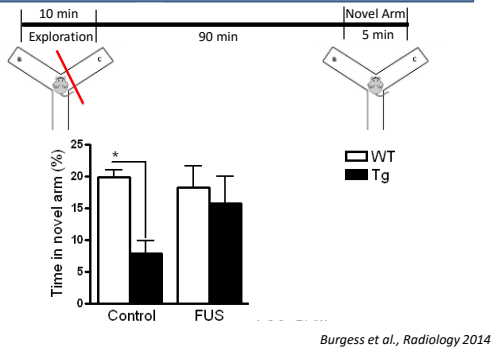 10 min
Novel Arm
Exploration
90 min
5 min
B
C
B
C
Time in novel arm (%)
25
20
15
10
5
0
*
WT
Tg
Control
FUS
Burgess et al., Radiology 2014